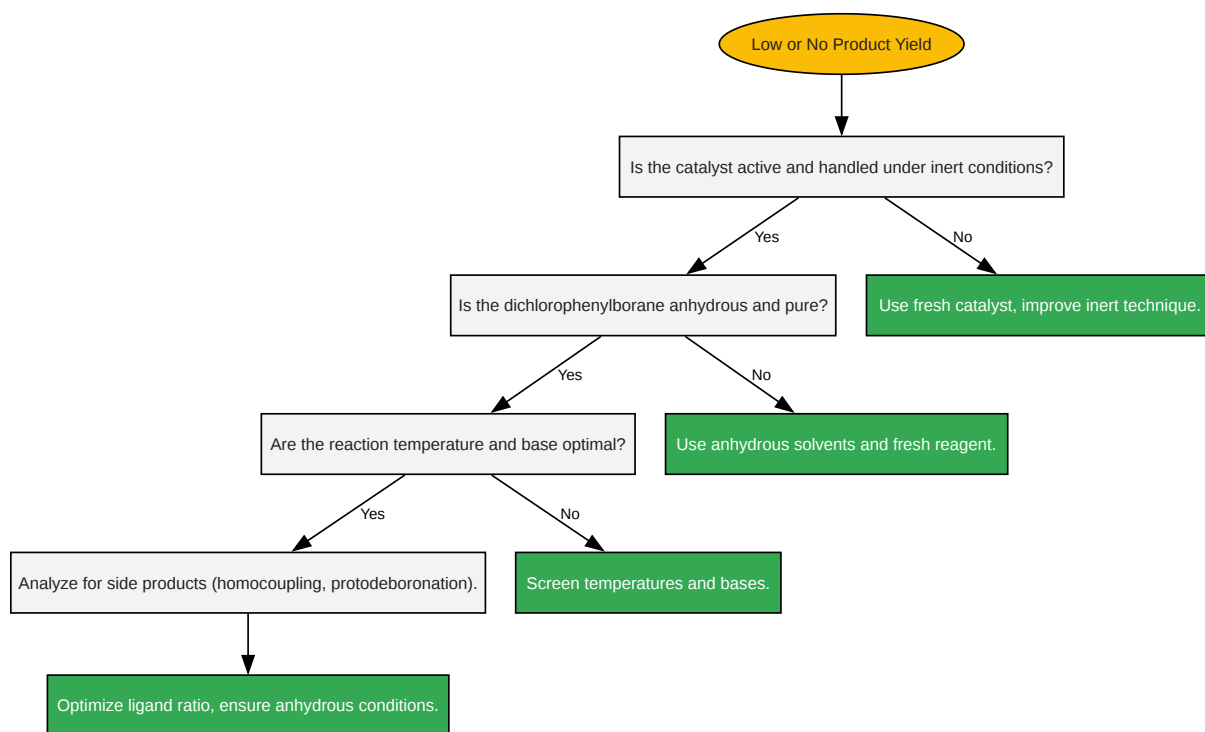 Low or No Product Yield
Is the catalyst active and handled under inert conditions?
Yes
No
Is the dichlorophenylborane anhydrous and pure?
Use fresh catalyst, improve inert technique.
Yes
No
Are the reaction temperature and base optimal?
Use anhydrous solvents and fresh reagent.
Yes
No
Analyze for side products (homocoupling, protodeboronation).
Screen temperatures and bases.
Optimize ligand ratio, ensure anhydrous conditions.